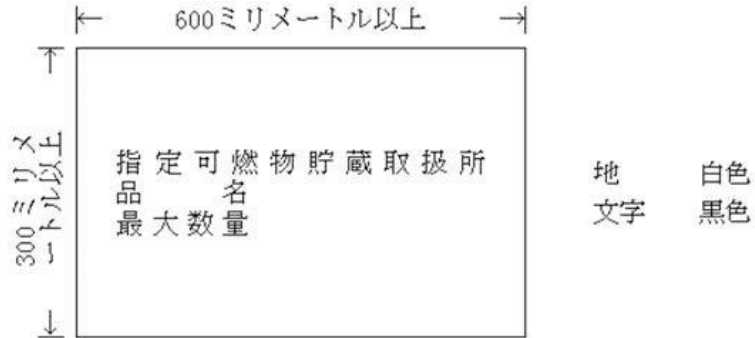 600ミリメートル以上
300ミリメートル以上
指定可燃物貯蔵取扱所
品名
最大数量
地 白色
文字 黒色